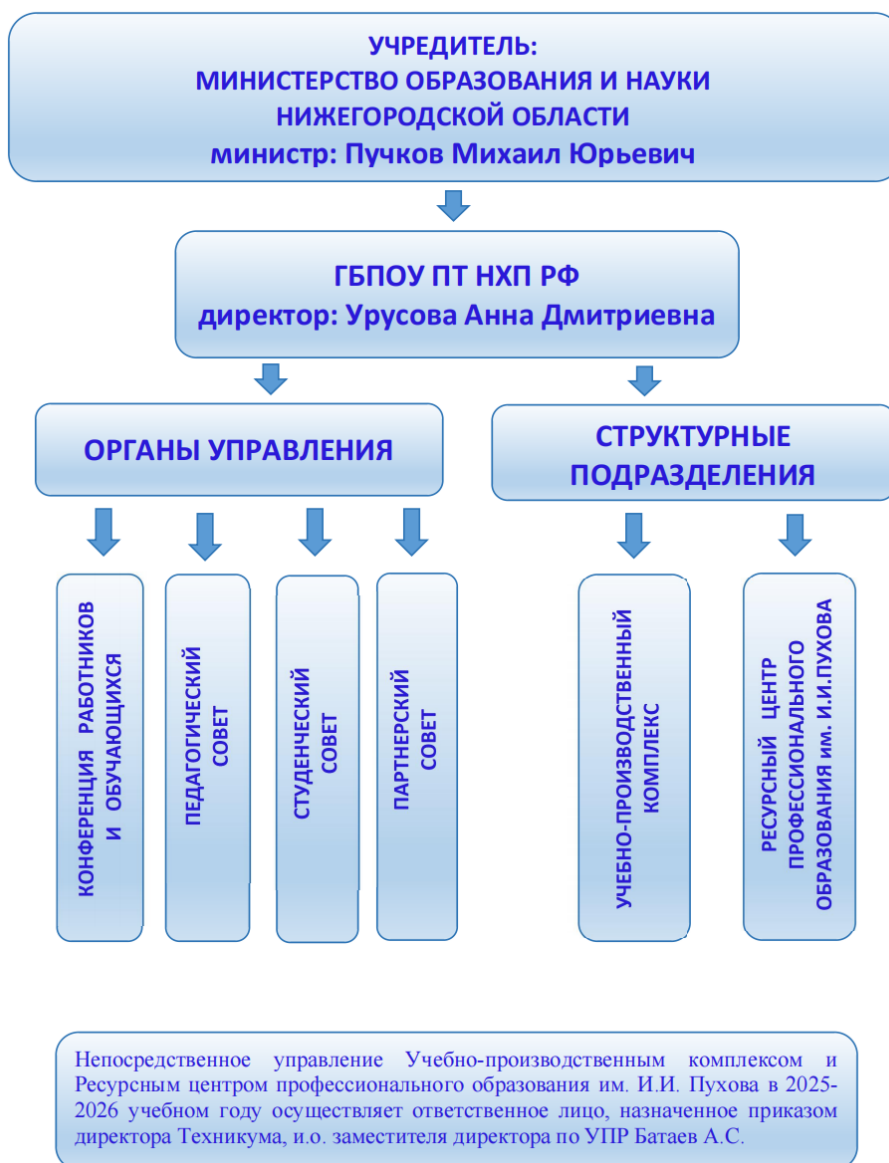 УЧРЕДИТЕЛЬ:
МИНИСТЕРСТВО ОБРАЗОВАНИЯ И НАУКИ
НИЖЕГОРОДСКОЙ ОБЛАСТИ
министр: Пучков Михаил Юрьевич
ГБПОУ ПТ НХП РФ
директор: Урусова Анна Дмитриевна
ОРГАНЫ УПРАВЛЕНИЯ
СТРУКТУРНЫЕ
ПОДРАЗДЕЛЕНИЯ
КОНФЕРЕНЦИЯ РАБОТНИКОВ
И ОБУЧАЮЩИХСЯ
ПЕДАГОГИЧЕСКИЙ
СОВЕТ
СТУДЕНЧЕСКИЙ
СОВЕТ
ПАРТНЕРСКИЙ
СОВЕТ
УЧЕБНО-ПРОИЗВОДСТВЕННЫЙ
КОМПЛЕКС
РЕСУРСНЫЙ ЦЕНТР
ПРОФЕССИОНАЛЬНОГО
ОБРАЗОВАНИЯ им. И.И.ПУХОВА
Непосредственное управление Учебно-производственным комплексом и
Ресурсным центром профессионального образования им. И.И. Пухова в 2025-
2026 учебном году осуществляет ответственное лицо, назначенное приказом
директора Техникума, и.о. заместителя директора по УПР Батаев А.С.